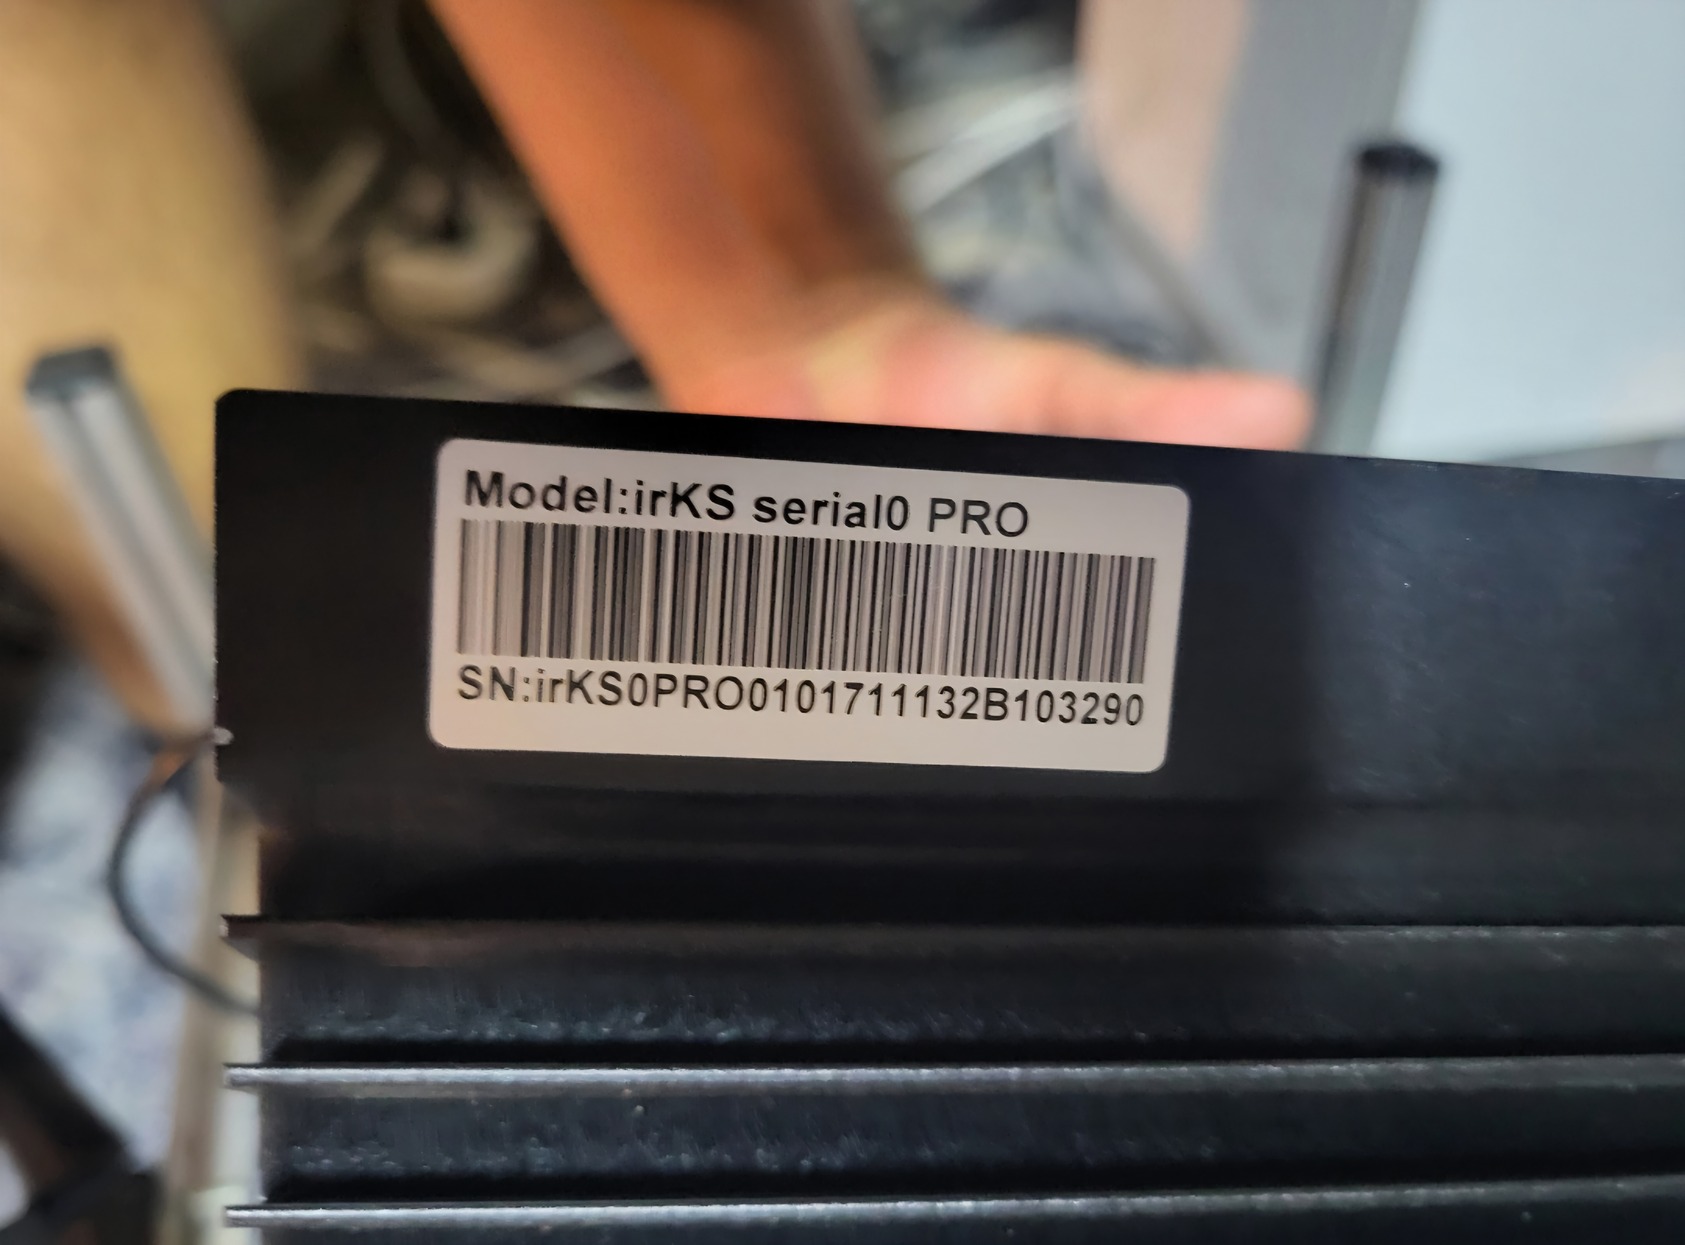 Model:irKS serial0 PRO
SN:irKS0PRO0101711132B103290